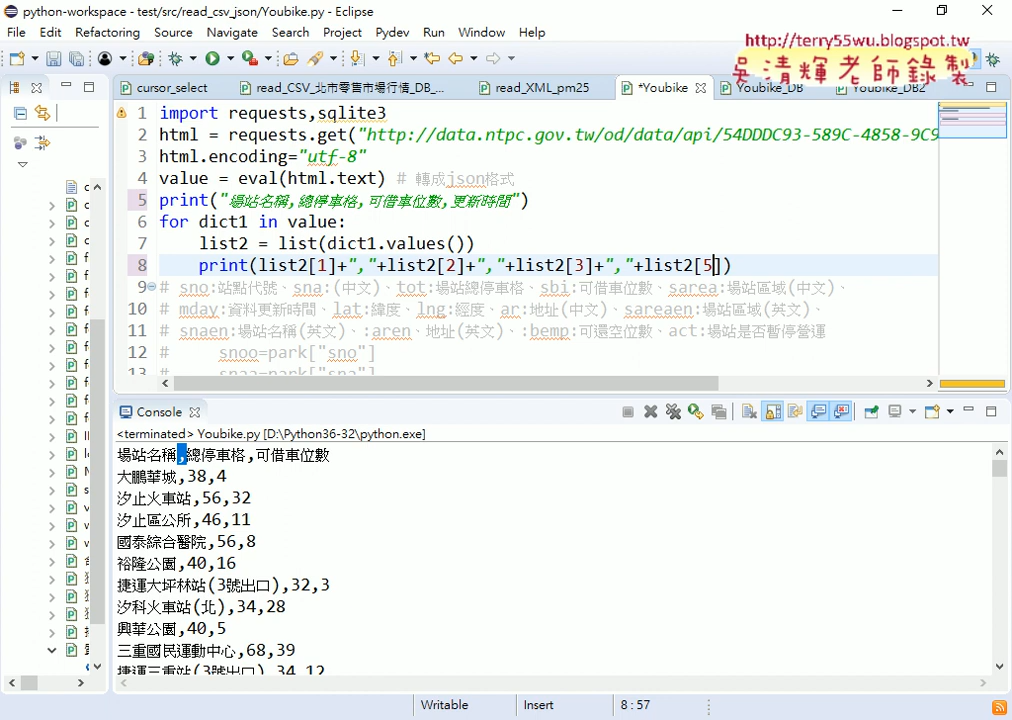 python-workspace - test/src/read_csv_json/Youbike.py - Eclipse
File Edit Refactoring Source Navigate Search Project Pydev Run Window Help
http://terry55wu.blogspot.tw
吳清輝老師錄製
cursor_select read_CSV_北市零售市場行情_DB_... read_XML_pm25 *Youbike Youbike_DB Youbike_DB2
1 import requests,sqlite3
2 html = requests.get("http://data.ntpc.gov.tw/od/data/api/54DDDC93-589C-4858-9C9
3 html.encoding="utf-8"
4 value = eval(html.text) # 轉成json格式
5 print("場站名稱,總停車格,可借車位數,更新時間")
6 for dict1 in value:
7 list2 = list(dict1.values())
8 print(list2[1]+","+list2[2]+","+list2[3]+","+list2[5])
9 # sno:站點代號、sna:(中文)、tot:場站總停車格、sbi:可借車位數、sarea:場站區域(中文)、
10 # mday:資料更新時間、lat:緯度、lng:經度、ar:地址(中文)、sareaen:場站區域(英文)、
11 # snaen:場站名稱(英文)、:aren、地址(英文)、:bemp:可還空位數、act:場站是否暫停營運
12 # snoo=park["sno"]
13 # snaa=park["sna"]
Console
<terminated> Youbike.py [D:\Python36-32\python.exe]
場站名稱,總停車格,可借車位數
大鵬華城,38,4
汐止火車站,56,32
汐止區公所,46,11
國泰綜合醫院,56,8
裕隆公園,40,16
捷運大坪林站(3號出口),32,3
汐科火車站(北),34,28
興華公園,40,5
三重國民運動中心,68,39
捷運三重站(3號出口),34,12
Writable Insert 8 : 57